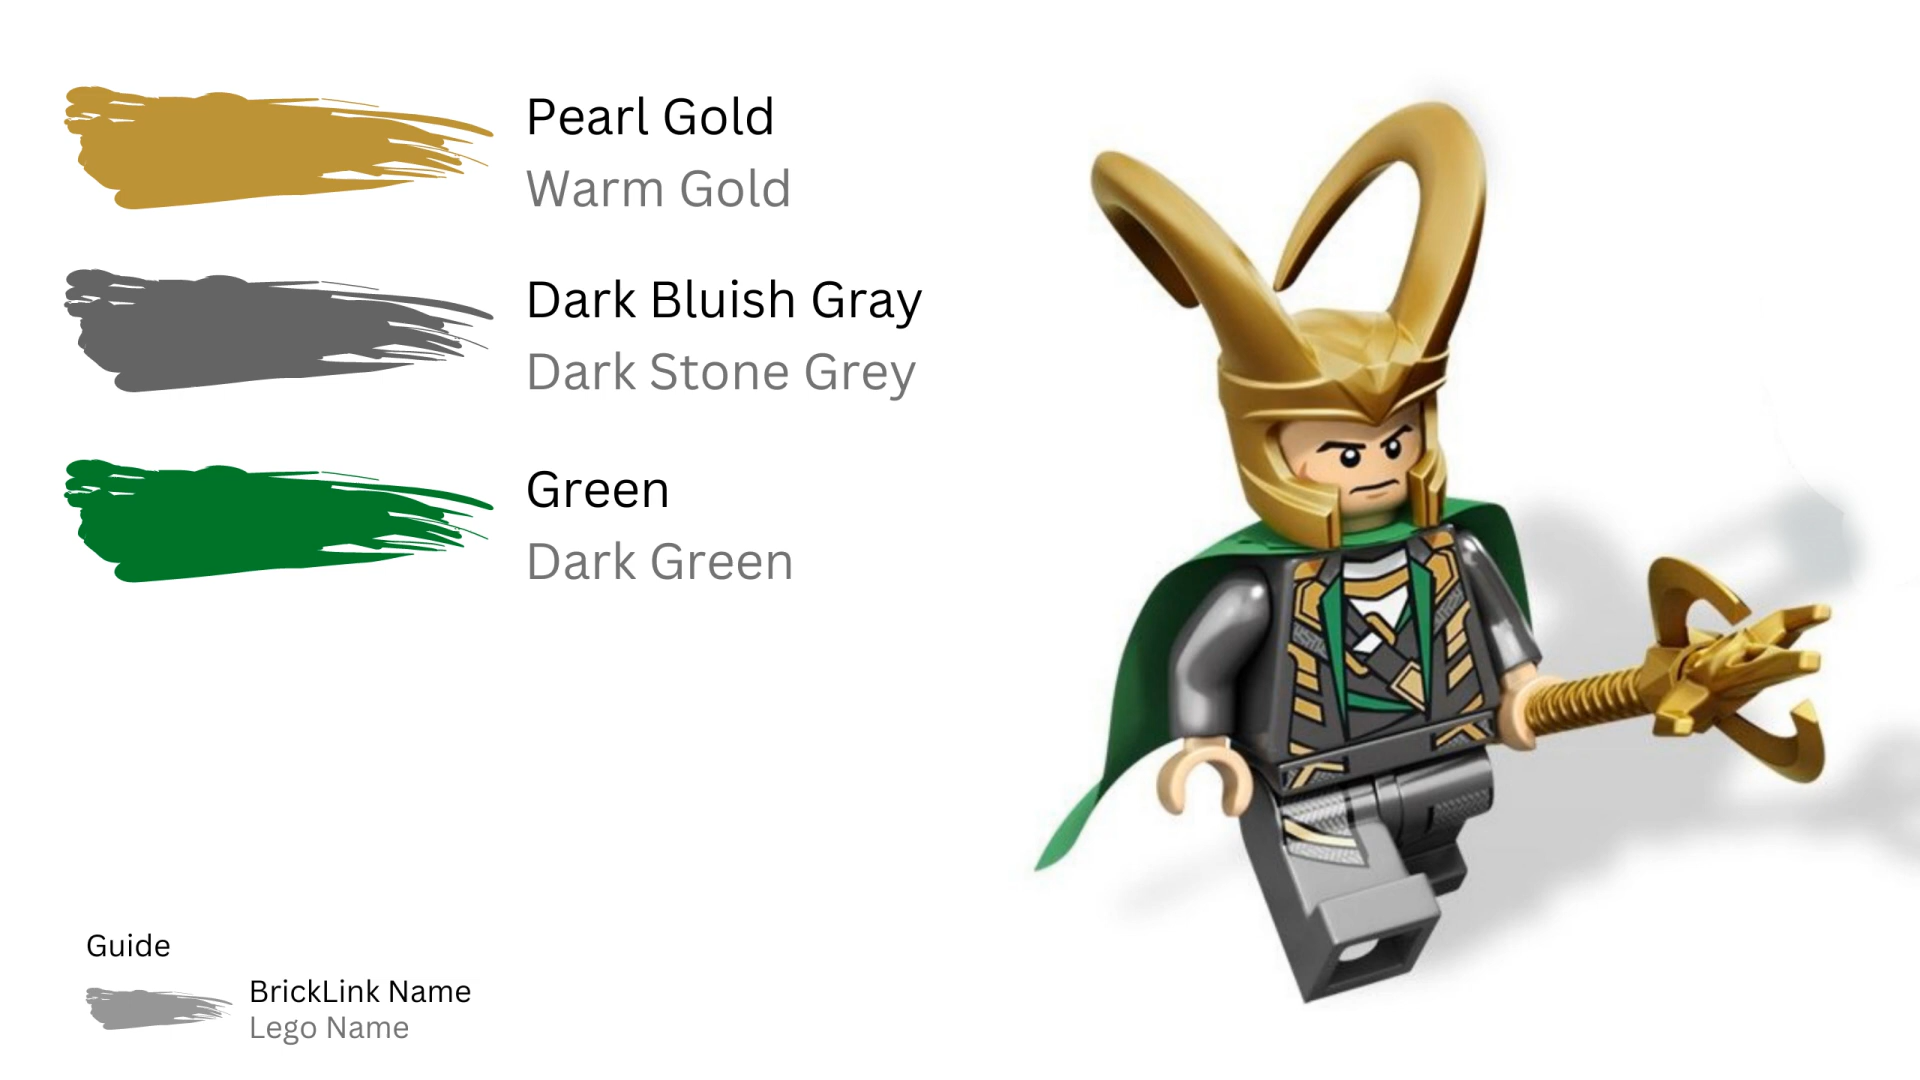 Pearl Gold
Warm Gold
Dark Bluish Gray
Dark Stone Grey
Green
Dark Green
Guide
BrickLink Name
Lego Name